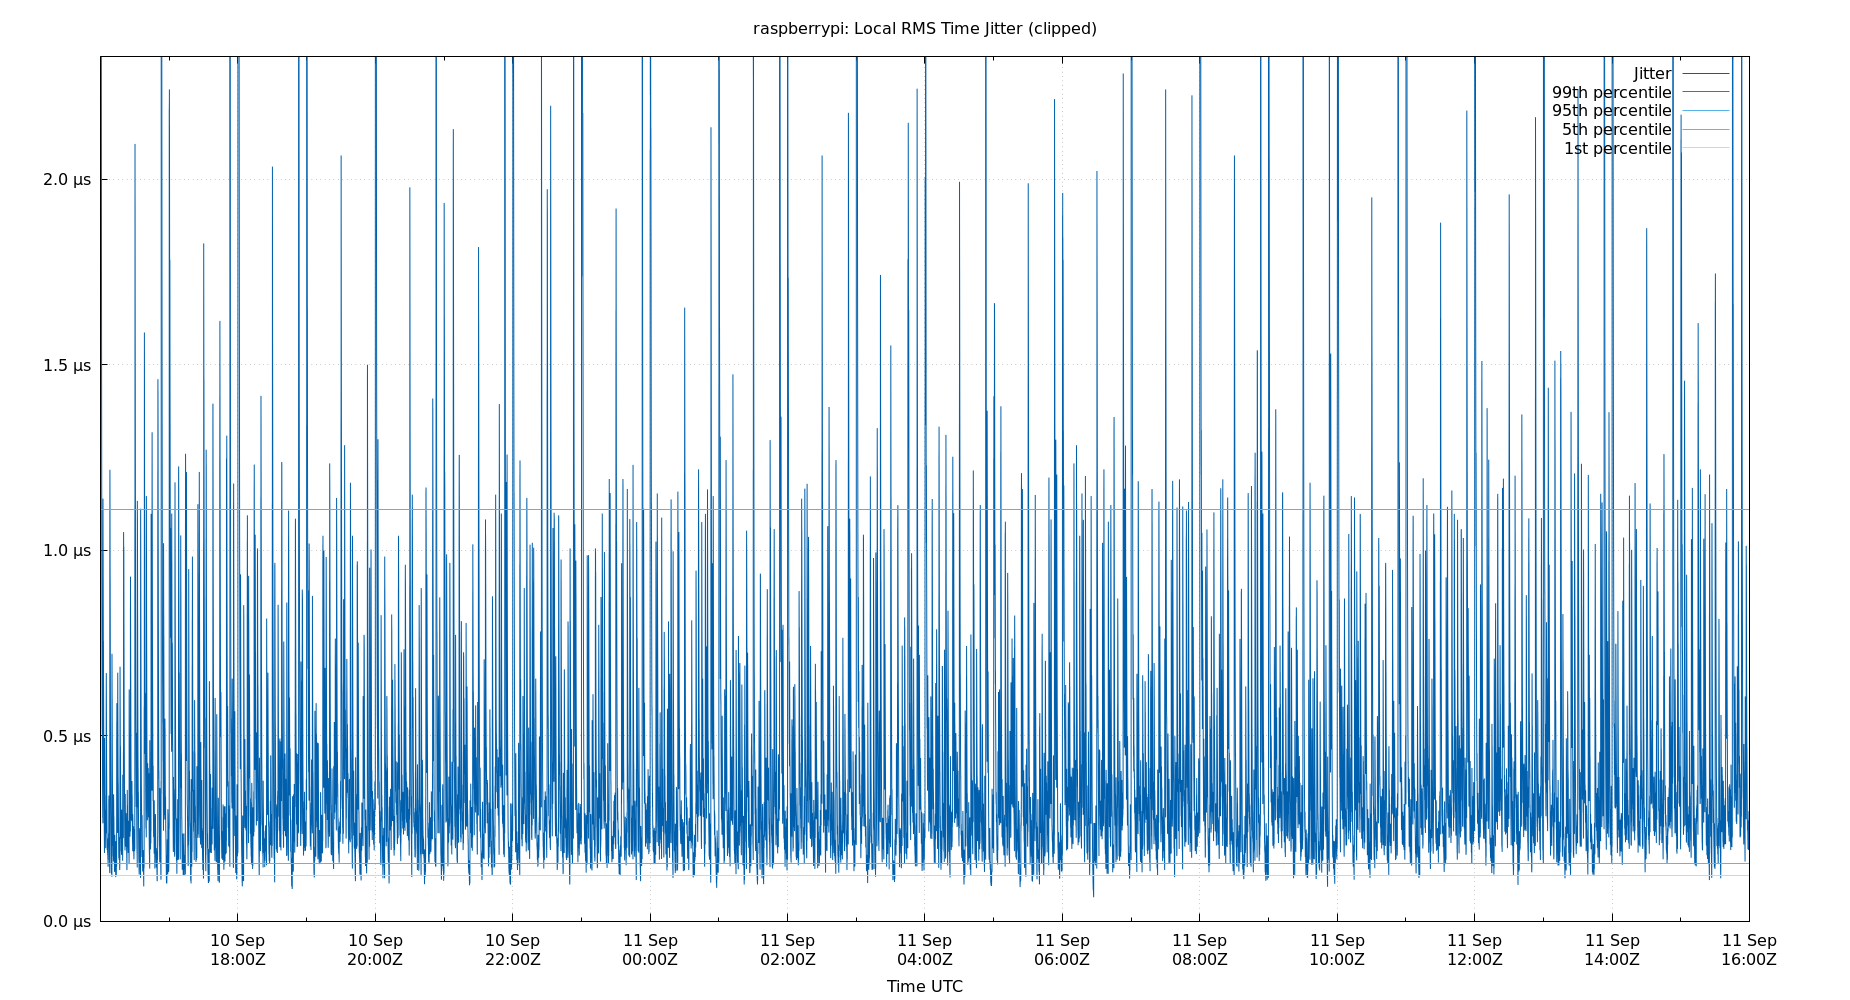 raspberrypi: Local RMS Time Jitter (clipped)
Jitter
99th percentile
95th percentile
5th percentile
1st percentile
2.0 μs
1.5 μs
1.0 μs
0.5 μs
0.0 μs
10 Sep 10 Sep 10 Sep 11 Sep 11 Sep 11 Sep 11 Sep 11 Sep 11 Sep 11 Sep 11 Sep 11 Sep
18:00Z 20:00Z 22:00Z 00:00Z 02:00Z 04:00Z 06:00Z 08:00Z 10:00Z 12:00Z 14:00Z 16:00Z
Time UTC